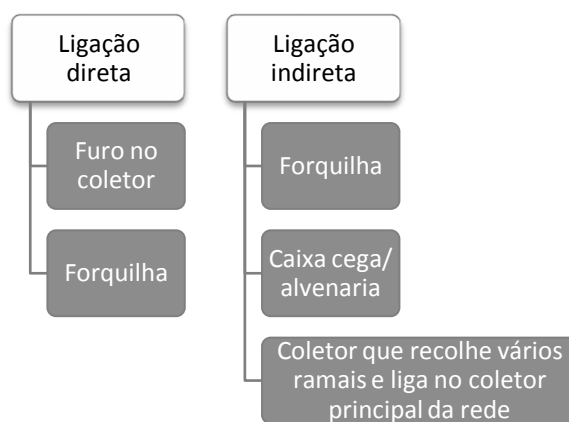 Ligação
direta
Furo no
coletor
Forquilha
Ligação
indireta
Forquilha
Caixa cega/
alvenaria
Coletor que recolhe vários
ramais e liga no coletor
principal da rede